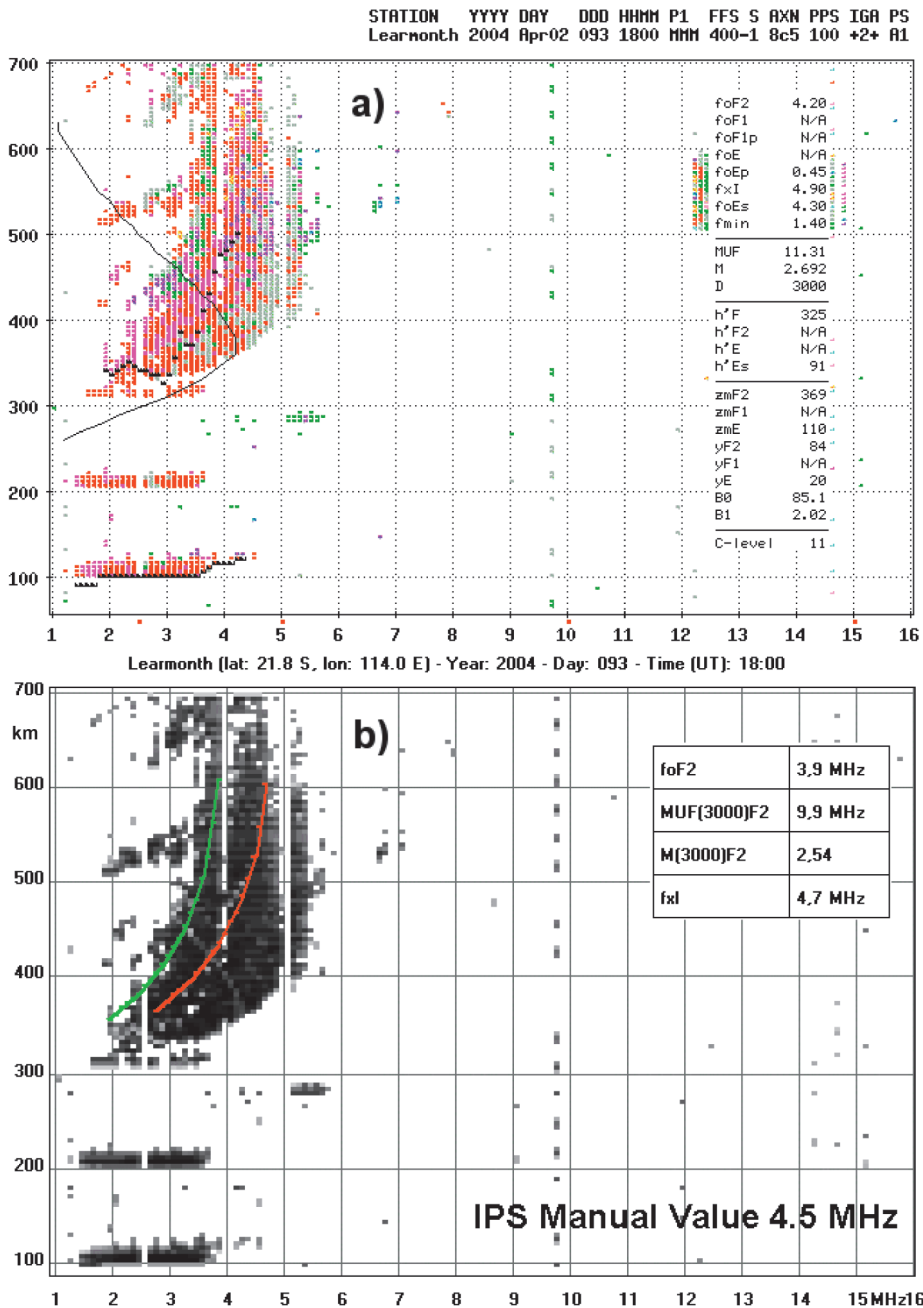 STATION YYYY DAY DDD HHMM P1 FFS S AXN PPS IGA PS
Learmonth 2004 Apr02 093 1800 MMM 400-1 8c5 100 +2+ A1
a)
700
600
500
400
300
200
100
foF2 4.20
foF1 N/A
foF1p N/A
foE N/A
foEp 0.45
fxI 4.90
foEs 4.30
fmin 1.40
MUF 11.31
M 2.692
D 3000
h'F 325
h'F2 N/A
h'E N/A
h'Es 91
zmF2 369
zmF1 N/A
zmE 110
yF2 84
yF1 N/A
yE 20
B0 85.1
B1 2.02
C-level 11
1 2 3 4 5 6 7 8 9 10 11 12 13 14 15 16
Learmonth (lat: 21.8 S, lon: 114.0 E) - Year: 2004 - Day: 093 - Time (UT): 18:00
b)
700
km
600
500
400
300
200
100
foF2 3,9 MHz
MUF(3000)F2 9,9 MHz
M(3000)F2 2,54
fxI 4,7 MHz
IPS Manual Value 4.5 MHz
1 2 3 4 5 6 7 8 9 10 11 12 13 14 15 MHz16